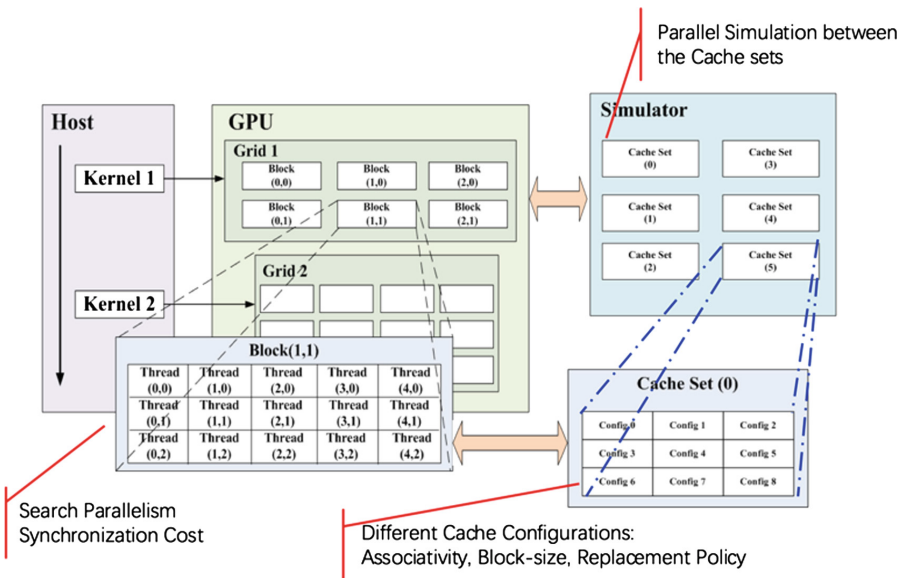 Parallel Simulation between
the Cache sets
Host
Kernel 1
Kernel 2
GPU
Grid 1
Block
(0,0)
Block
(1,0)
Block
(2,0)
Block
(0,1)
Block
(1,1)
Block
(2,1)
Grid 2
Simulator
Cache Set
(0)
Cache Set
(3)
Cache Set
(1)
Cache Set
(4)
Cache Set
(2)
Cache Set
(5)
Block(1,1)
Thread
(0,0)
Thread
(1,0)
Thread
(2,0)
Thread
(3,0)
Thread
(4,0)
Thread
(0,1)
Thread
(1,1)
Thread
(2,1)
Thread
(3,1)
Thread
(4,1)
Thread
(0,2)
Thread
(1,2)
Thread
(2,2)
Thread
(3,2)
Thread
(4,2)
Cache Set (0)
Config 0
Config 1
Config 2
Config 3
Config 4
Config 5
Config 6
Config 7
Config 8
Search Parallelism
Synchronization Cost
Different Cache Configurations:
Associativity, Block-size, Replacement Policy